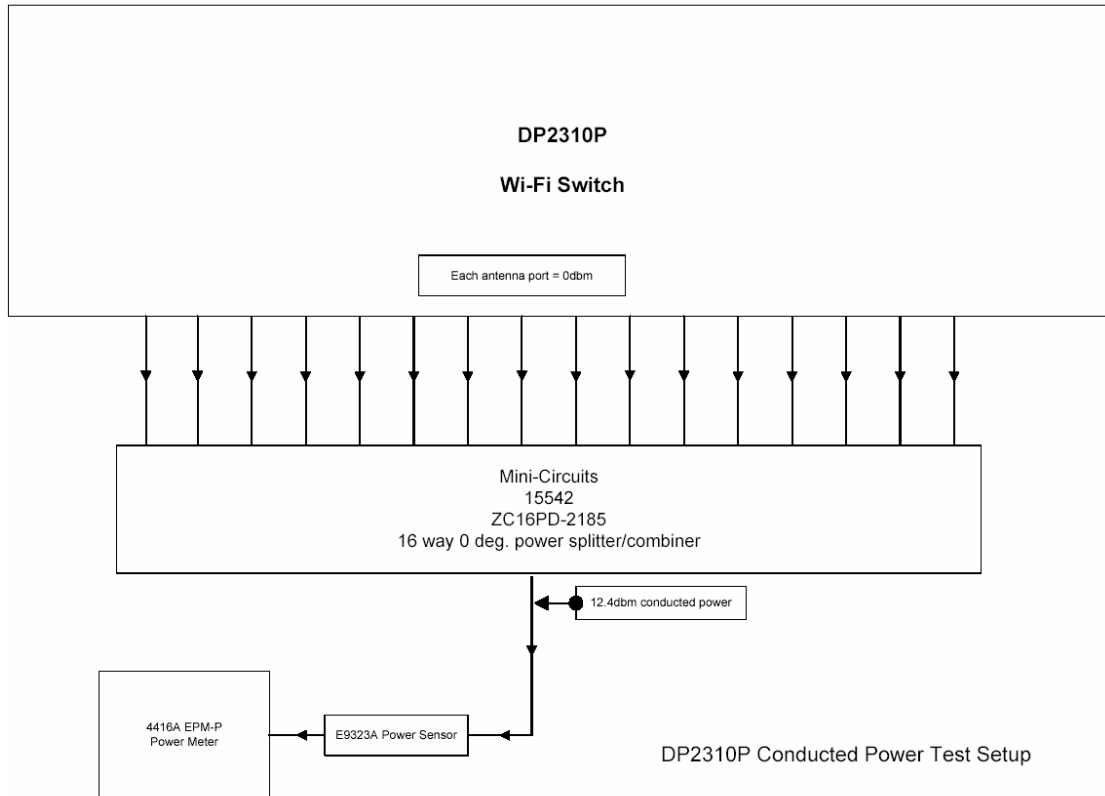 DP2310P
Wi-Fi Switch
Each antenna port = 0dbm
Mini-Circuits
15542
ZC16PD-2185
16 way 0 deg. power splitter/combiner
12.4dbm conducted power
4416A EPM-P
Power Meter
E9323A Power Sensor
DP2310P Conducted Power Test Setup